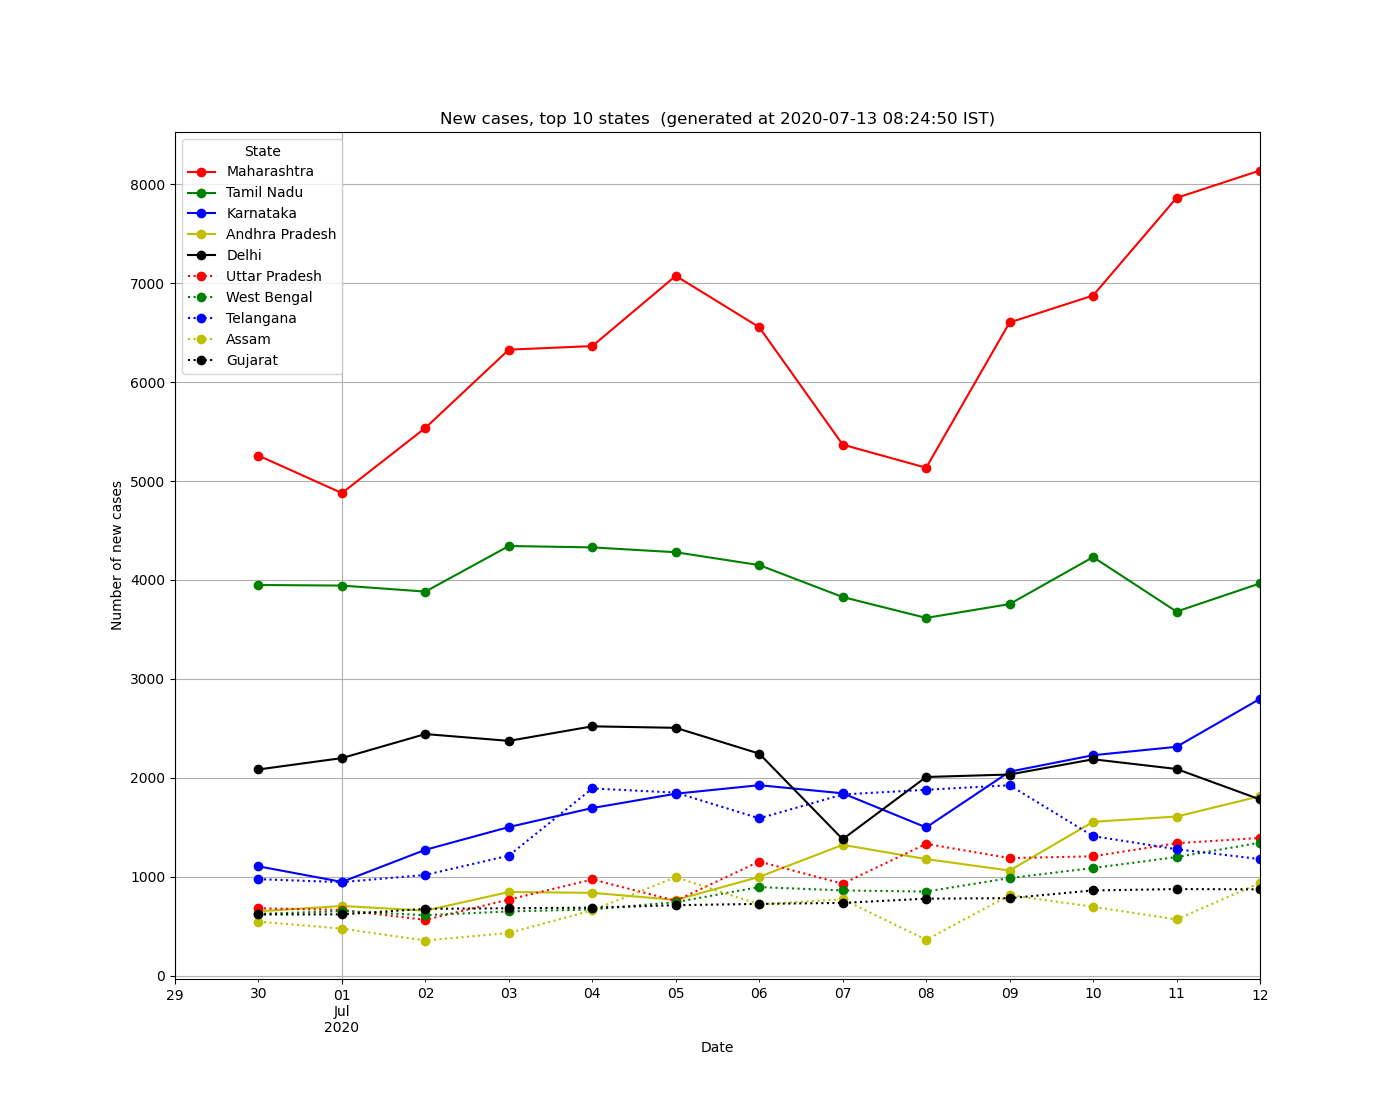 New cases, top 10 states  (generated at 2020-07-13 08:24:50 IST)
State
Maharashtra
Tamil Nadu
Karnataka
Andhra Pradesh
Delhi
Uttar Pradesh
West Bengal
Telangana
Assam
Gujarat
Number of new cases
8000
7000
6000
5000
4000
3000
2000
1000
0
29 30 01 02 03 04 05 06 07 08 09 10 11 12
Jul
2020
Date